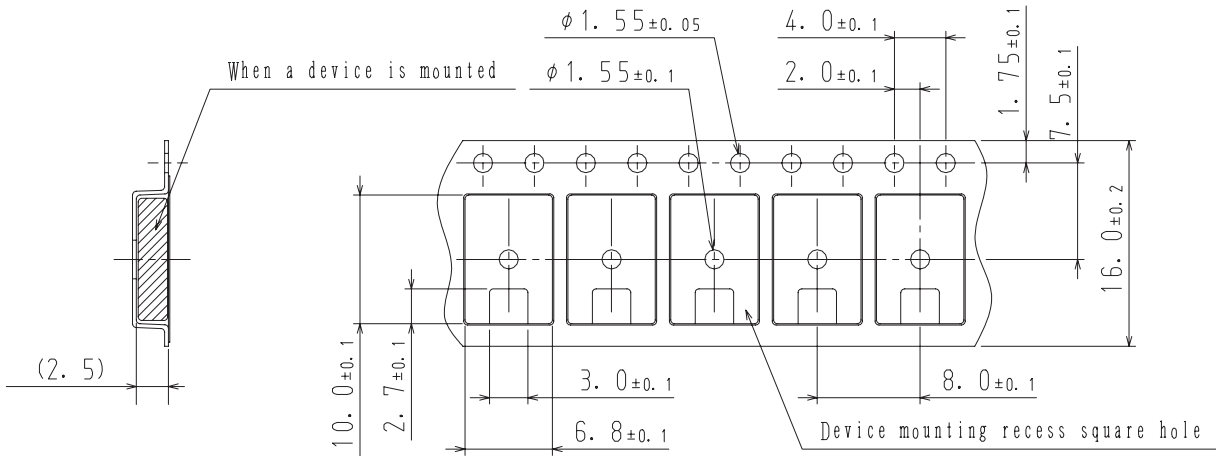 φ1.55±0.05
4.0±0.1
When a device is mounted
φ1.55±0.1
2.0±0.1
1.75±0.1
7.5±0.1
16.0±0.2
(2.5)
10.0±0.1
2.7±0.1
3.0±0.1
8.0±0.1
6.8±0.1
Device mounting recess square hole